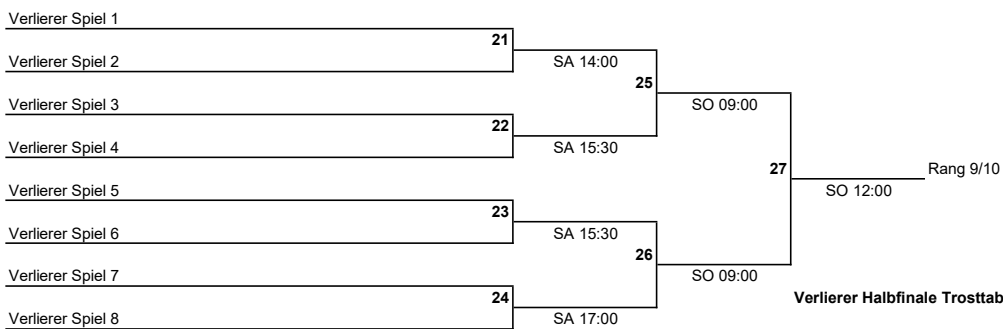 Verlierer Spiel 1
21
Verlierer Spiel 2
SA 14:00
25
Verlierer Spiel 3
SO 09:00
22
Verlierer Spiel 4
SA 15:30
27
Rang 9/10
Verlierer Spiel 5
SO 12:00
23
Verlierer Spiel 6
SA 15:30
26
Verlierer Spiel 7
SO 09:00
24
Verlierer Halbfinale Trosttab
Verlierer Spiel 8
SA 17:00